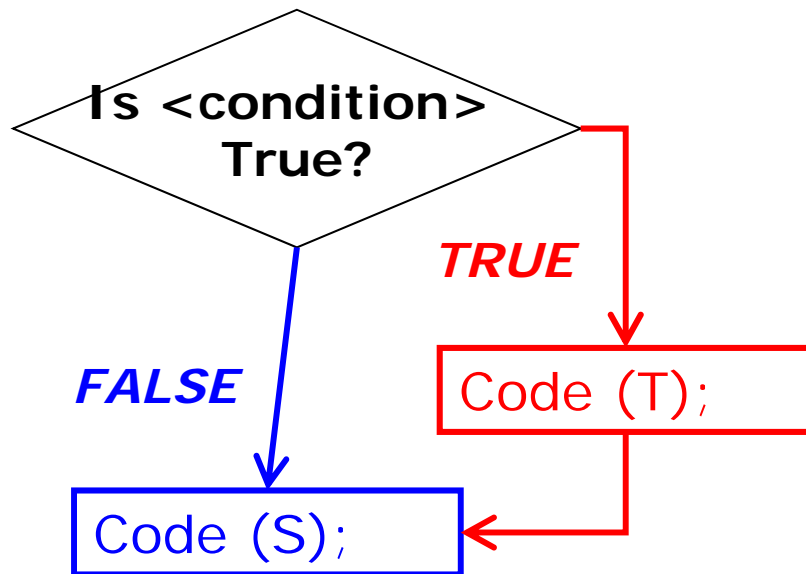 Is <condition>
True?
TRUE
FALSE
Code (T);
Code (S);